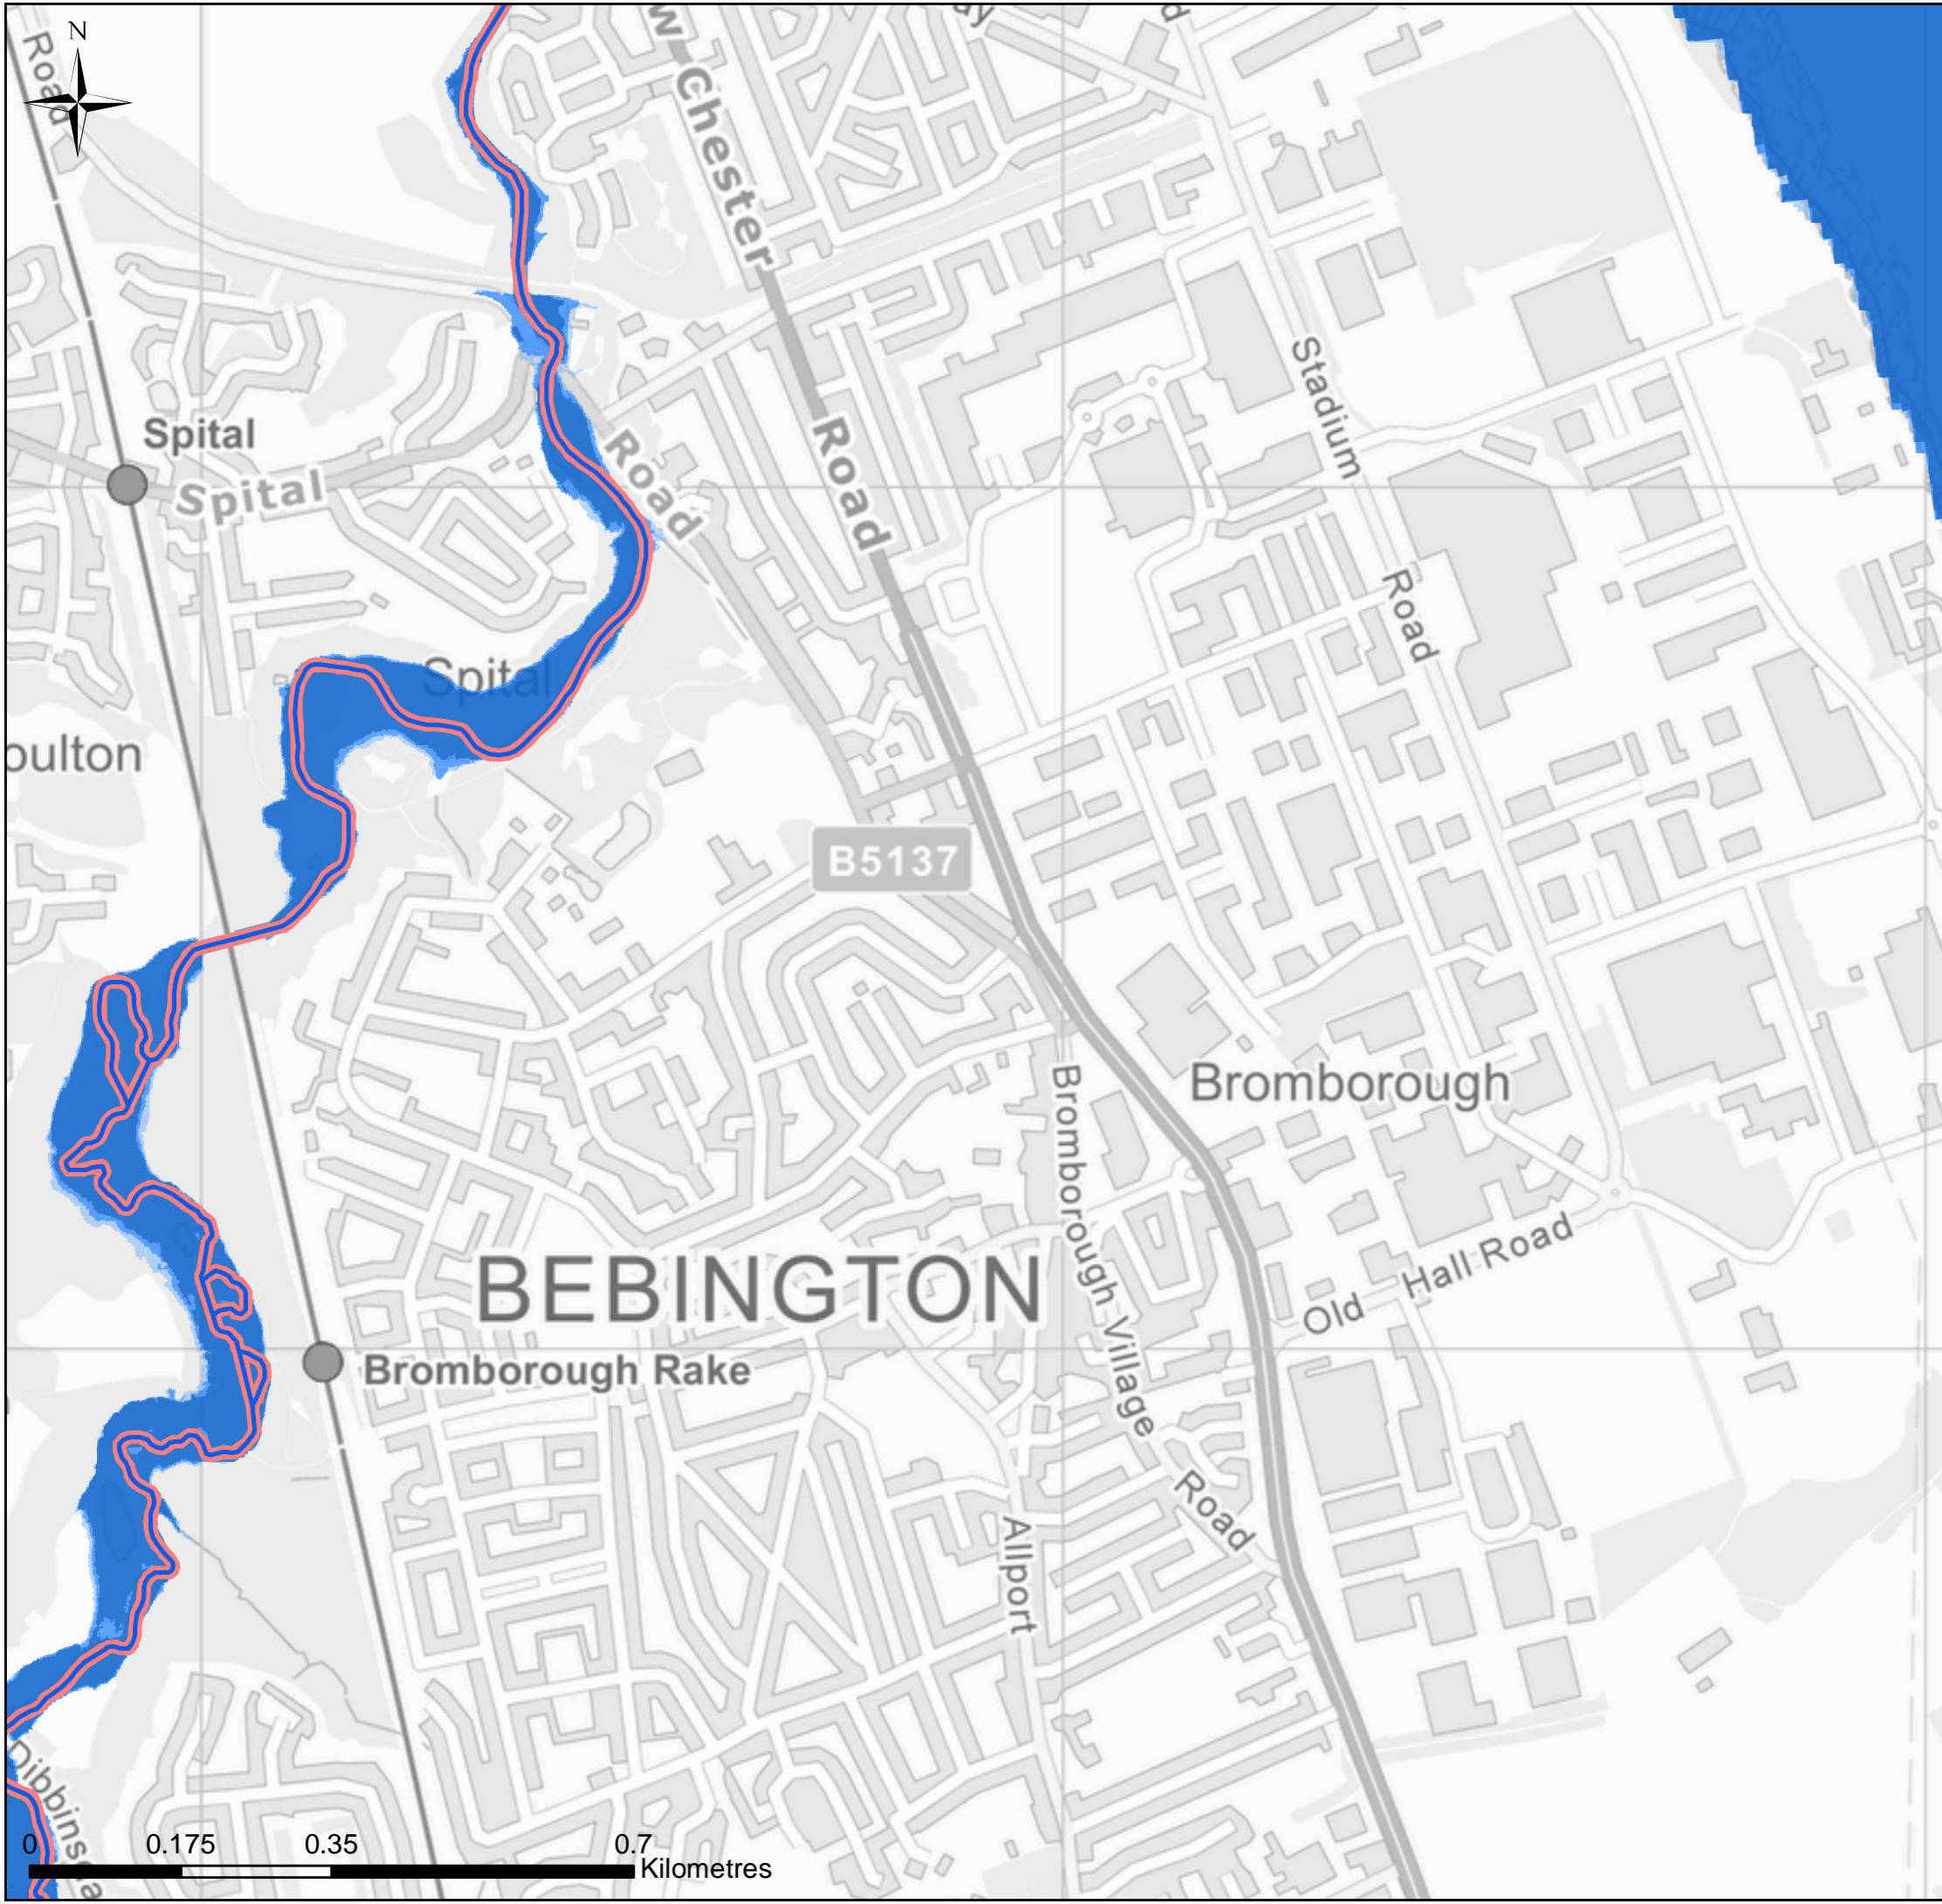 N
Road
w Chester
Road
Stadium
Road
Spital
Spital
Road
Spital
oulton
B5137
Bromborough
Bromborough Village
Road
BEBINGTON
Old Hall Road
Bromborough Rake
Allport
Dibbinsda
0 0.175 0.35 0.7
Kilometres